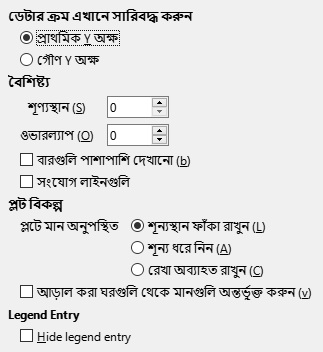 ডেটার ক্রম এখানে সারিবদ্ধ করুন
প্রাথমিক Y অক্ষ
গৌণ Y অক্ষ
বৈশিষ্ট্য
শূণ্যস্থান (S) 0
ওভারল্যাপ (O) 0
বারগুলি পাশাপাশি দেখানো (b)
সংযোগ লাইনগুলি
প্লট বিকল্প
প্লটে মান অনুপস্থিত শূন্যস্থান ফাঁকা রাখুন (L)
শূন্য ধরে নিন (A)
রেখা অব্যাহত রাখুন (C)
আড়াল করা ঘরগুলি থেকে মানগুলি অন্তর্ভুক্ত করুন (v)
Legend Entry
Hide legend entry